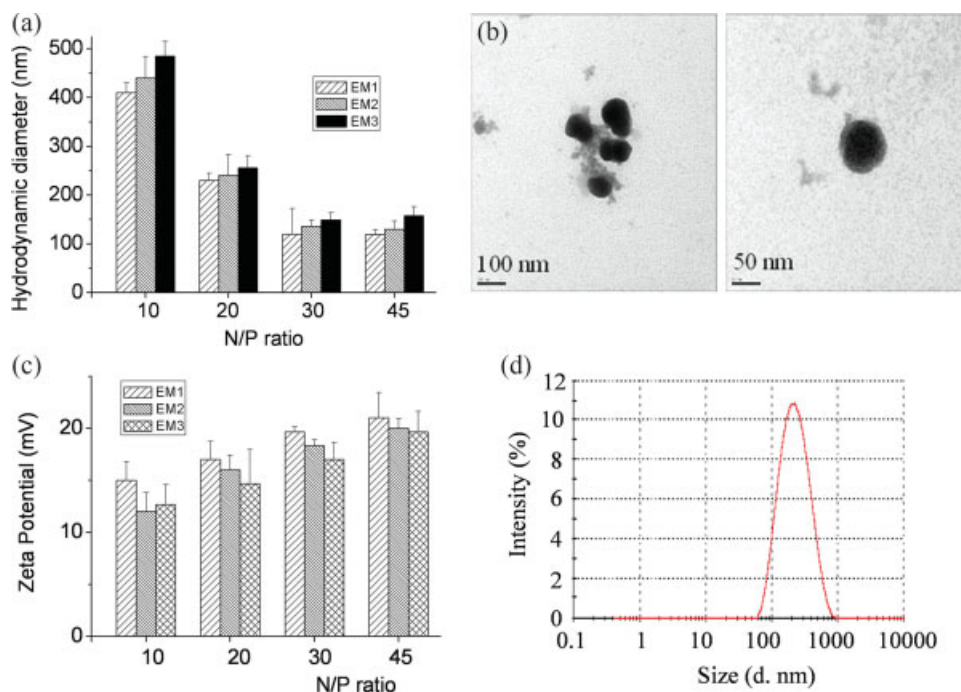 (a)
Hydrodynamic diameter (nm)
500
400
300
200
100
0
EM1
EM2
EM3
10 20 30 45
N/P ratio
(b)
100 nm
50 nm
(c)
Zeta Potential (mV)
20
10
0
EM1
EM2
EM3
10 20 30 45
N/P ratio
(d)
Intensity (%)
12
10
8
6
4
2
0
0.1 1 10 100 1000 10000
Size (d. nm)